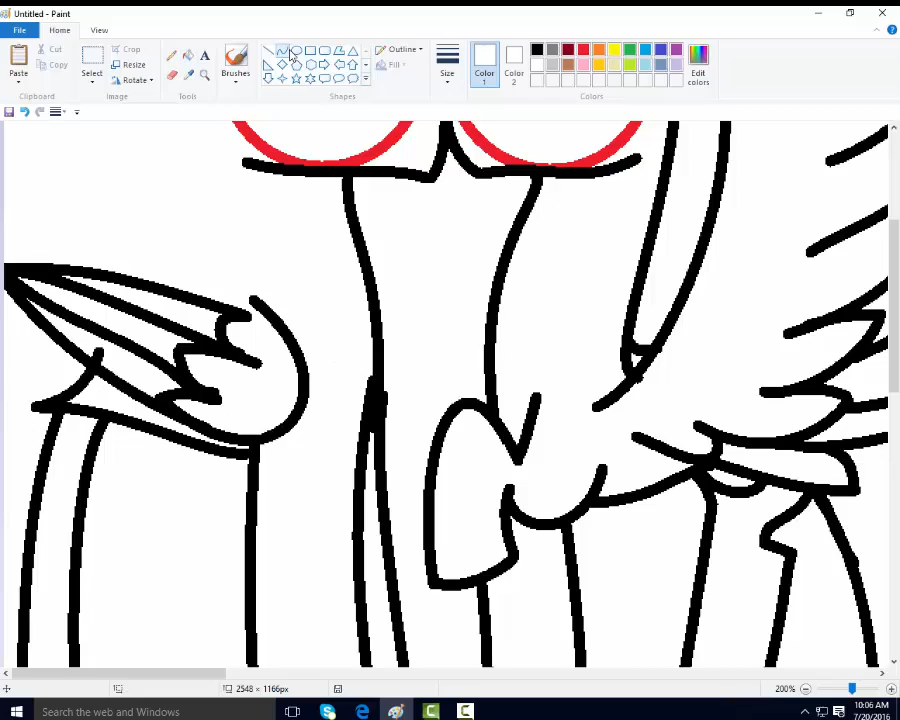 Untitled - Paint
File Home View
Cut
Copy
Paste
Clipboard
Crop
Resize
Rotate
Select
Image
A
Tools
Brushes
Outline
Fill
Shapes
Size
Color 1
Color 2
Edit colors
Colors
2548 × 1166px
200%
Search the web and Windows
10:06 AM
7/20/2016